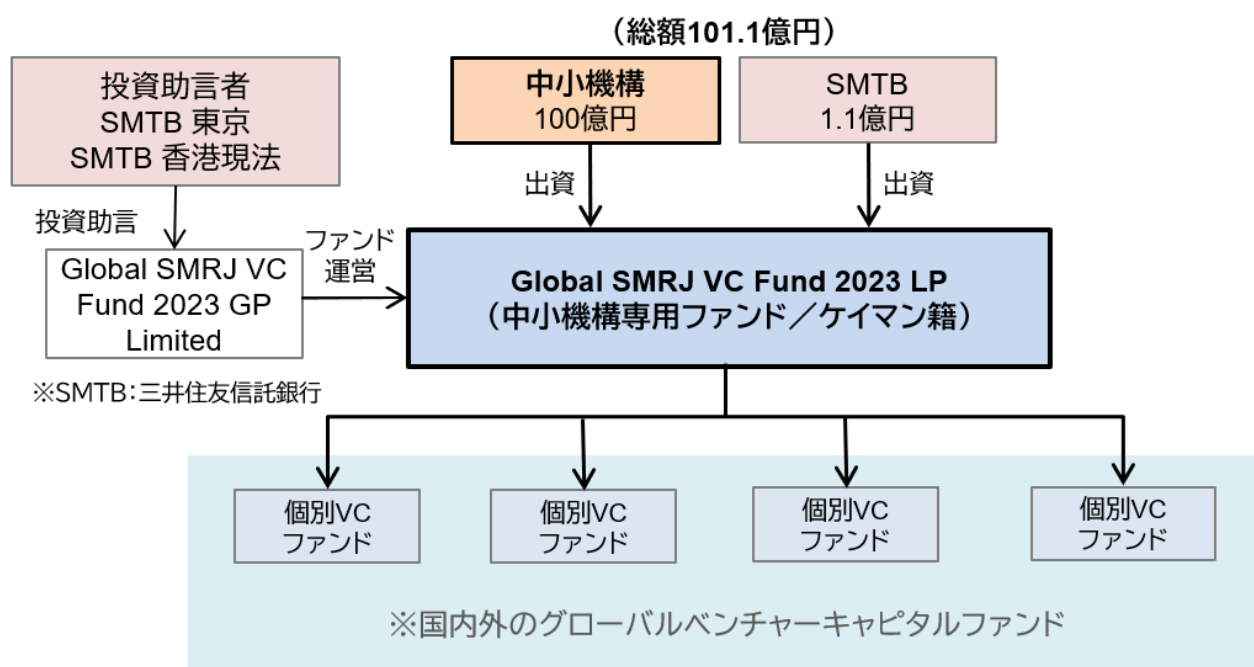 （総額101.1億円）
投資助言者
SMTB 東京
SMTB 香港現法
中小機構
100億円
SMTB
1.1億円
出資
出資
投資助言
ファンド
運営
Global SMRJ VC
Fund 2023 GP
Limited
Global SMRJ VC Fund 2023 LP
（中小機構専用ファンド／ケイマン籍）
※SMTB：三井住友信託銀行
個別VC
ファンド
個別VC
ファンド
個別VC
ファンド
個別VC
ファンド
※国内外のグローバルベンチャーキャピタルファンド